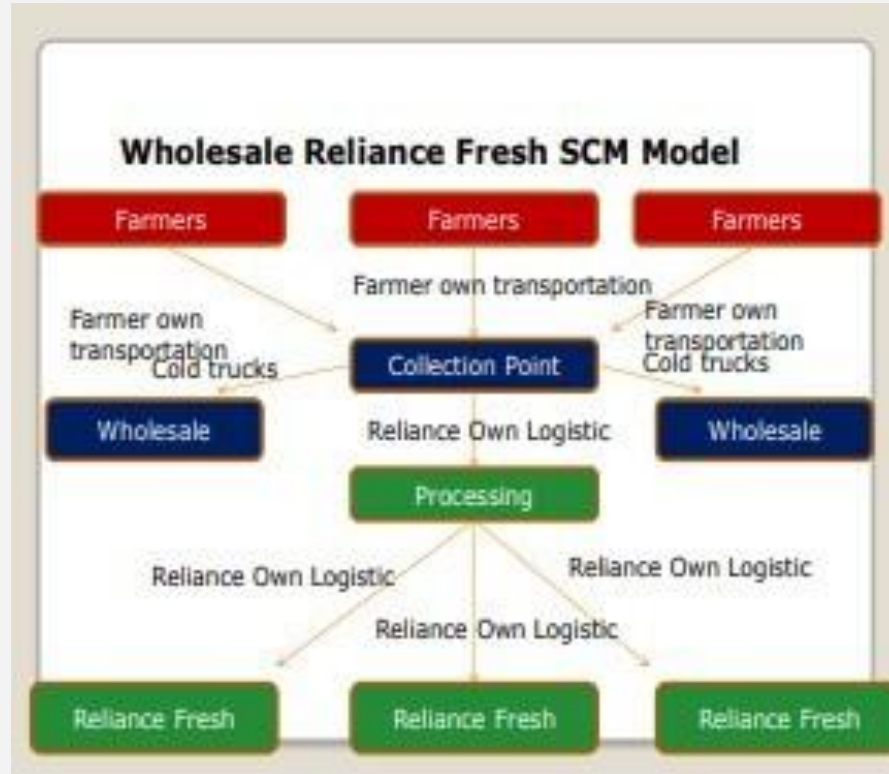 Wholesale Reliance Fresh SCM Model
Farmers
Farmers
Farmers
Farmer own transportation
Farmer own
transportation
Farmer own
transportation
Cold trucks
Cold trucks
Collection Point
Wholesale
Reliance Own Logistic
Wholesale
Processing
Reliance Own Logistic
Reliance Own Logistic
Reliance Own Logistic
Reliance Fresh
Reliance Fresh
Reliance Fresh